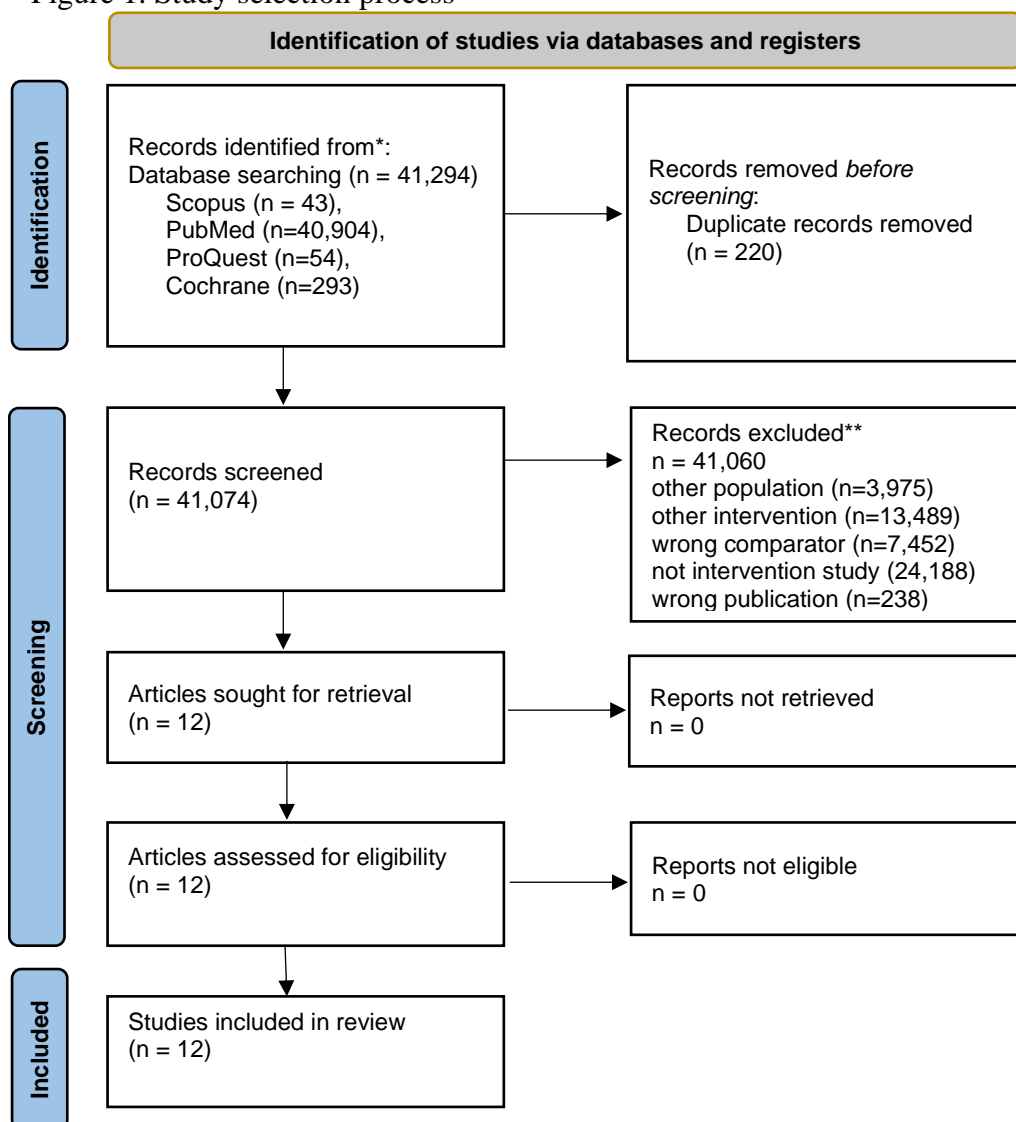 Figure 1. Study selection process
Identification of studies via databases and registers
Identification
Records identified from*:
Database searching (n = 41,294)
Scopus (n = 43),
PubMed (n=40,904),
ProQuest (n=54),
Cochrane (n=293)
Records removed before
screening:
Duplicate records removed
(n = 220)
Screening
Records screened
(n = 41,074)
Records excluded**
n = 41,060
other population (n=3,975)
other intervention (n=13,489)
wrong comparator (n=7,452)
not intervention study (24,188)
wrong publication (n=238)
Articles sought for retrieval
(n = 12)
Reports not retrieved
n = 0
Articles assessed for eligibility
(n = 12)
Reports not eligible
n = 0
Included
Studies included in review
(n = 12)